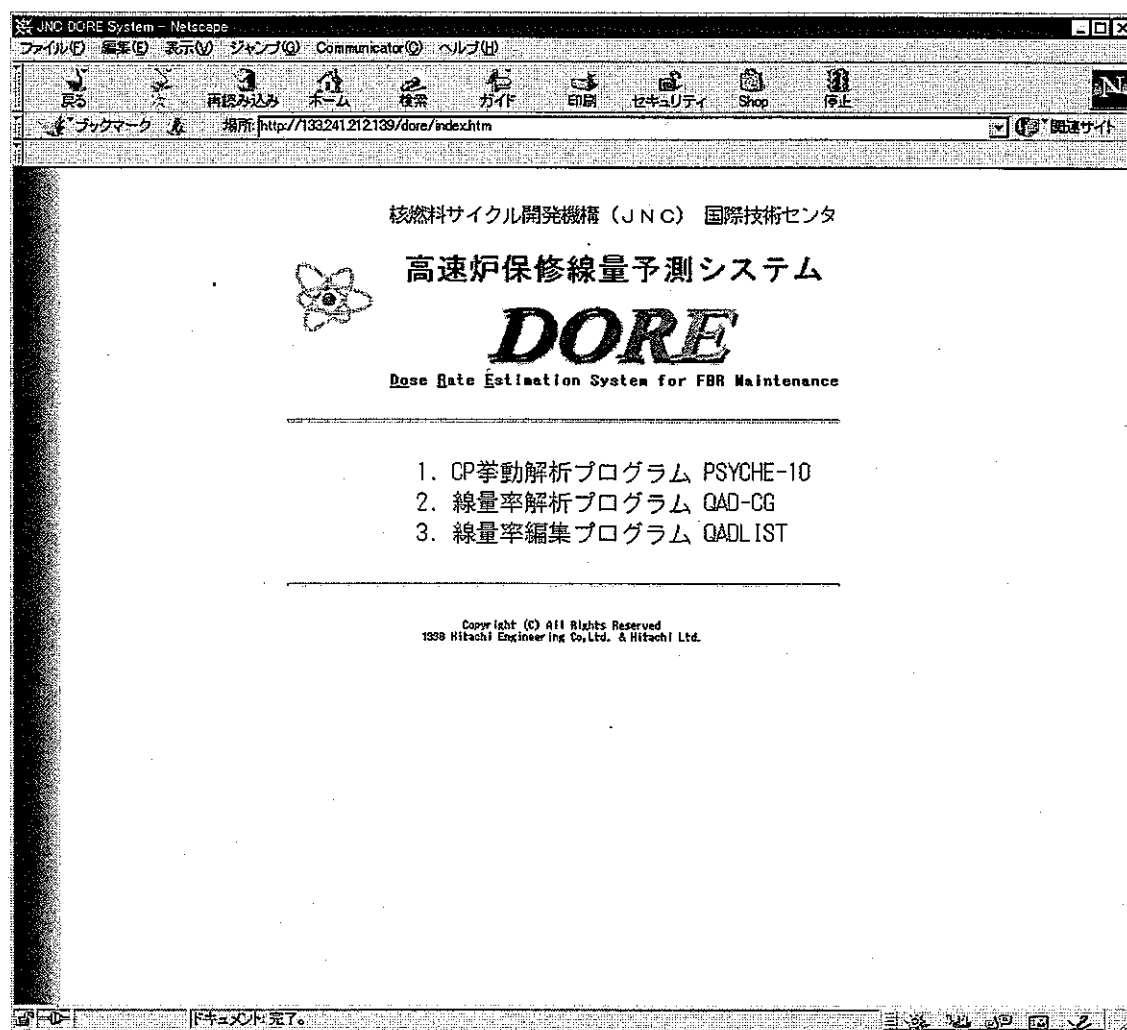 JNC DORE System - Netscape
ファイル(F) 編集(E) 表示(V) ジャンプ(G) Communicator(C) ヘルプ(H)
戻る 次 再読み込み ホーム 検索 ガイド 印刷 セキュリティ Shop 停止
ブックマーク 場所: http://133.241.212.139/dore/index.htm 関連サイト
核燃料サイクル開発機構(JNC) 国際技術センタ
高速炉保修線量予測システム
DORE
Dose Rate Estimation System for FBR Maintenance
1. CP挙動解析プログラム PSYCHE-10
2. 線量率解析プログラム QAD-CG
3. 線量率編集プログラム QADLIST
Copyright (C) All Rights Reserved
1998 Hitachi Engineering Co,Ltd. & Hitachi Ltd.
ドキュメント: 完了。